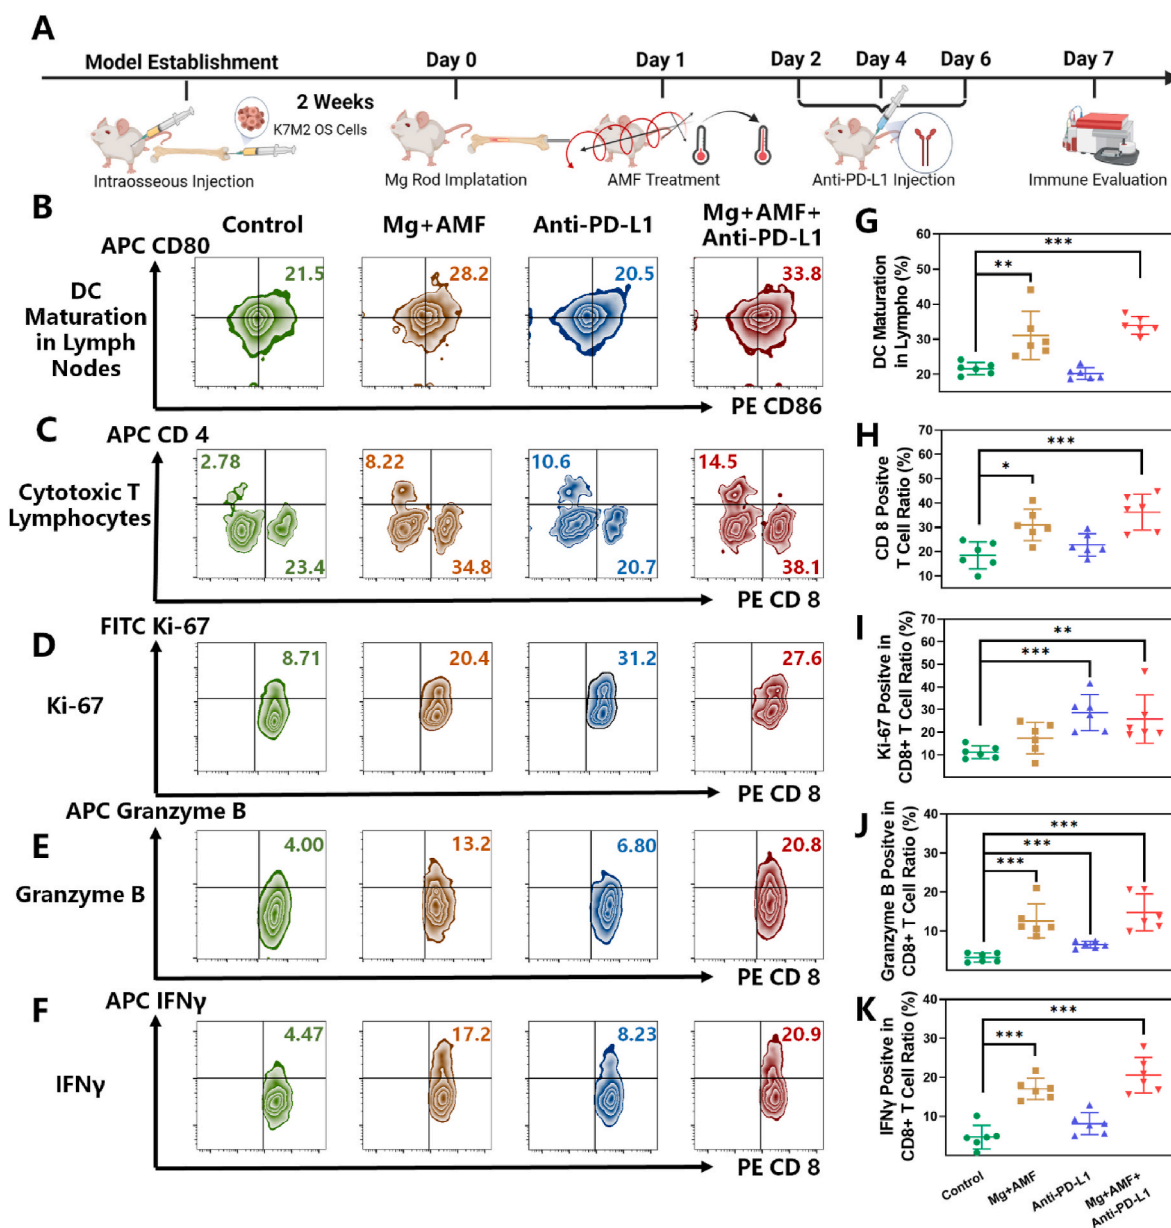 A
Model Establishment
Day 0
Day 1
Day 2
Day 4
Day 6
Day 7
2 Weeks
K7M2 OS Cells
Intraosseous Injection
Mg Rod Implatation
AMF Treatment
Anti-PD-L1 Injection
Immune Evaluation
B
Control
Mg+AMF
Anti-PD-L1
Mg+AMF+
Anti-PD-L1
APC CD80
DC
Maturation
in Lymph
Nodes
21.5
28.2
20.5
33.8
PE CD86
C
APC CD 4
Cytotoxic T
Lymphocytes
2.78
8.22
10.6
14.5
23.4
34.8
20.7
38.1
PE CD 8
D
FITC Ki-67
Ki-67
8.71
20.4
31.2
27.6
PE CD 8
E
APC Granzyme B
Granzyme B
4.00
13.2
6.80
20.8
PE CD 8
F
APC IFNγ
IFNγ
4.47
17.2
8.23
20.9
PE CD 8
G
DC Maturation
in Lympho (%)
60
50
40
30
20
**
***
H
CD 8 Positve
T Cell Ratio (%)
70
60
50
40
30
20
10
*
***
I
Ki-67 Positve in
CD8+ T Cell Ratio (%)
70
60
50
40
30
20
10
***
**
J
Granzyme B Positve in
CD8+ T Cell Ratio (%)
40
30
20
10
***
***
***
K
IFNγ Positve in
CD8+ T Cell Ratio (%)
40
30
20
10
***
***
Control
Mg+AMF
Anti-PD-L1
Mg+AMF+
Anti-PD-L1